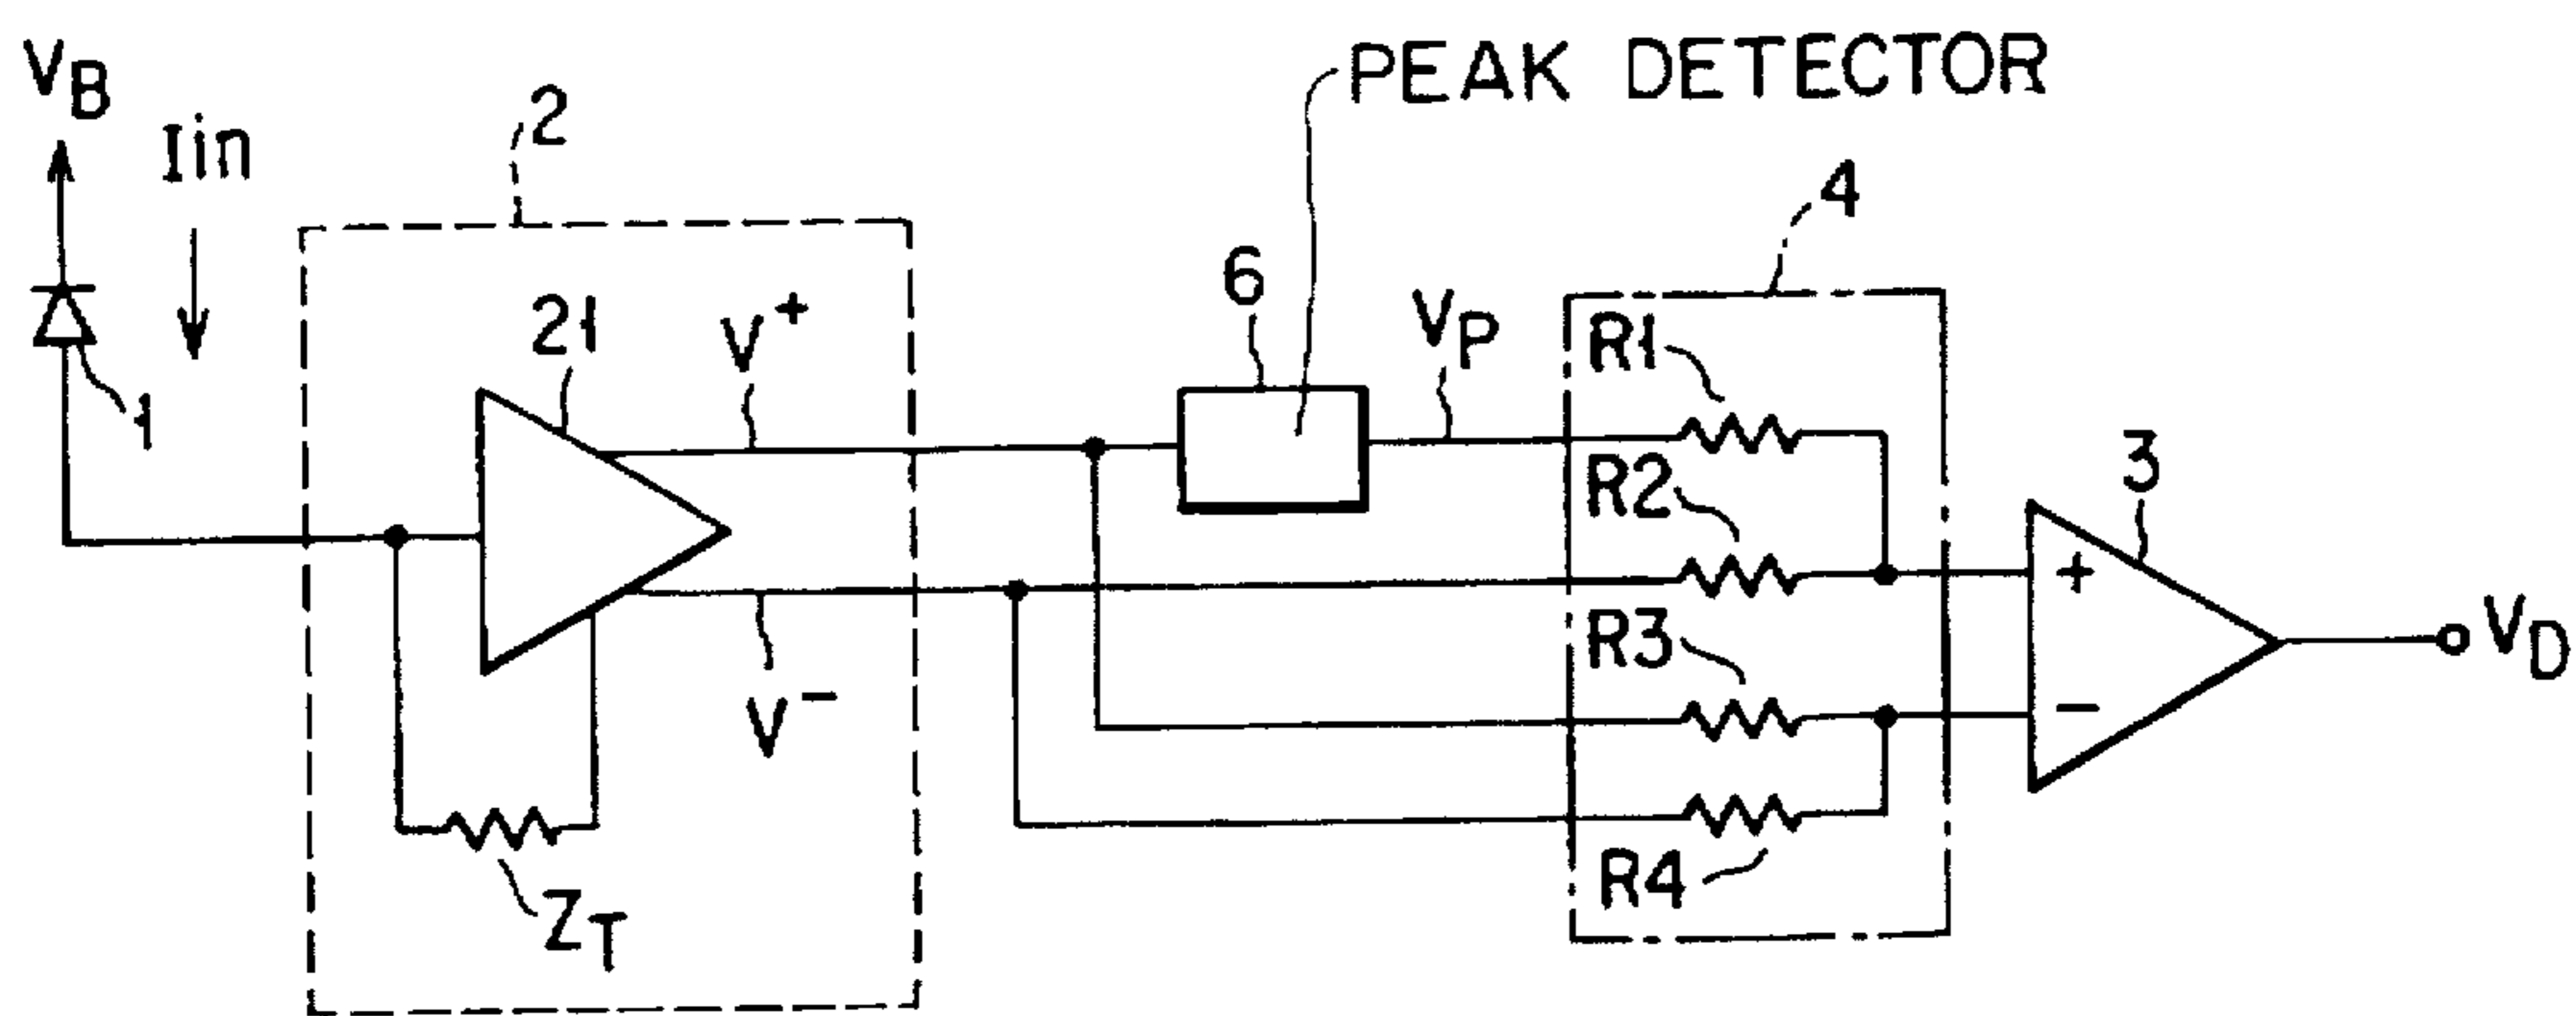 VB
Iin
2
PEAK DETECTOR
1
21
V+
6
VP
4
R1
R2
3
+
R3
-
VD
V-
R4
ZT